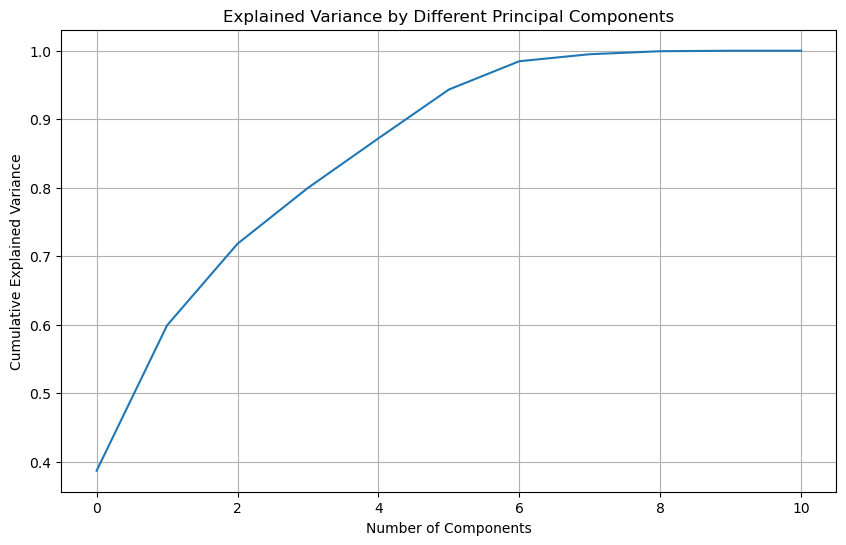 Explained Variance by Different Principal Components
1.0
0.9
0.8
0.7
0.6
0.5
0.4
Cumulative Explained Variance
0 2 4 6 8 10
Number of Components